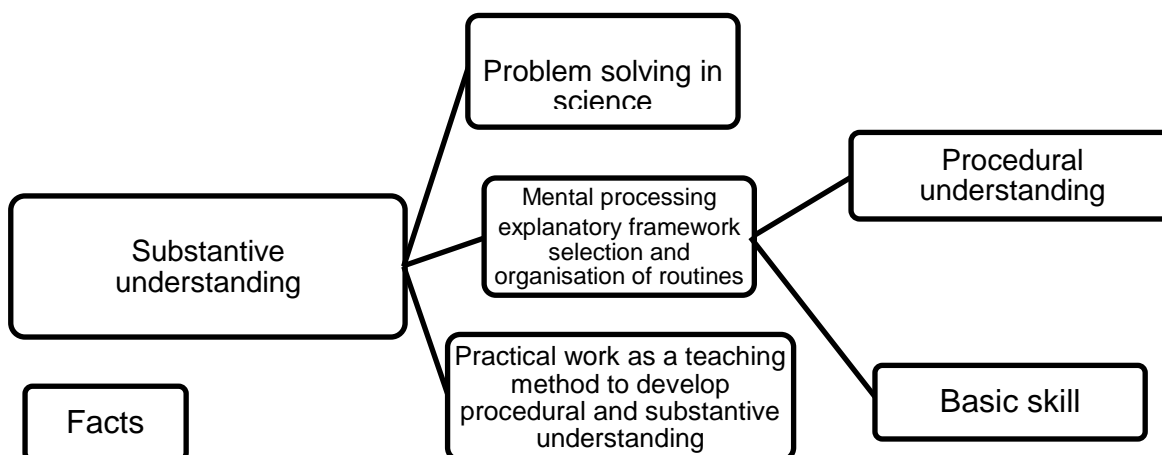 Problem solving in
science
Substantive
understanding
Mental processing
explanatory framework
selection and
organisation of routines
Procedural
understanding
Practical work as a teaching
method to develop
procedural and substantive
understanding
Facts
Basic skill